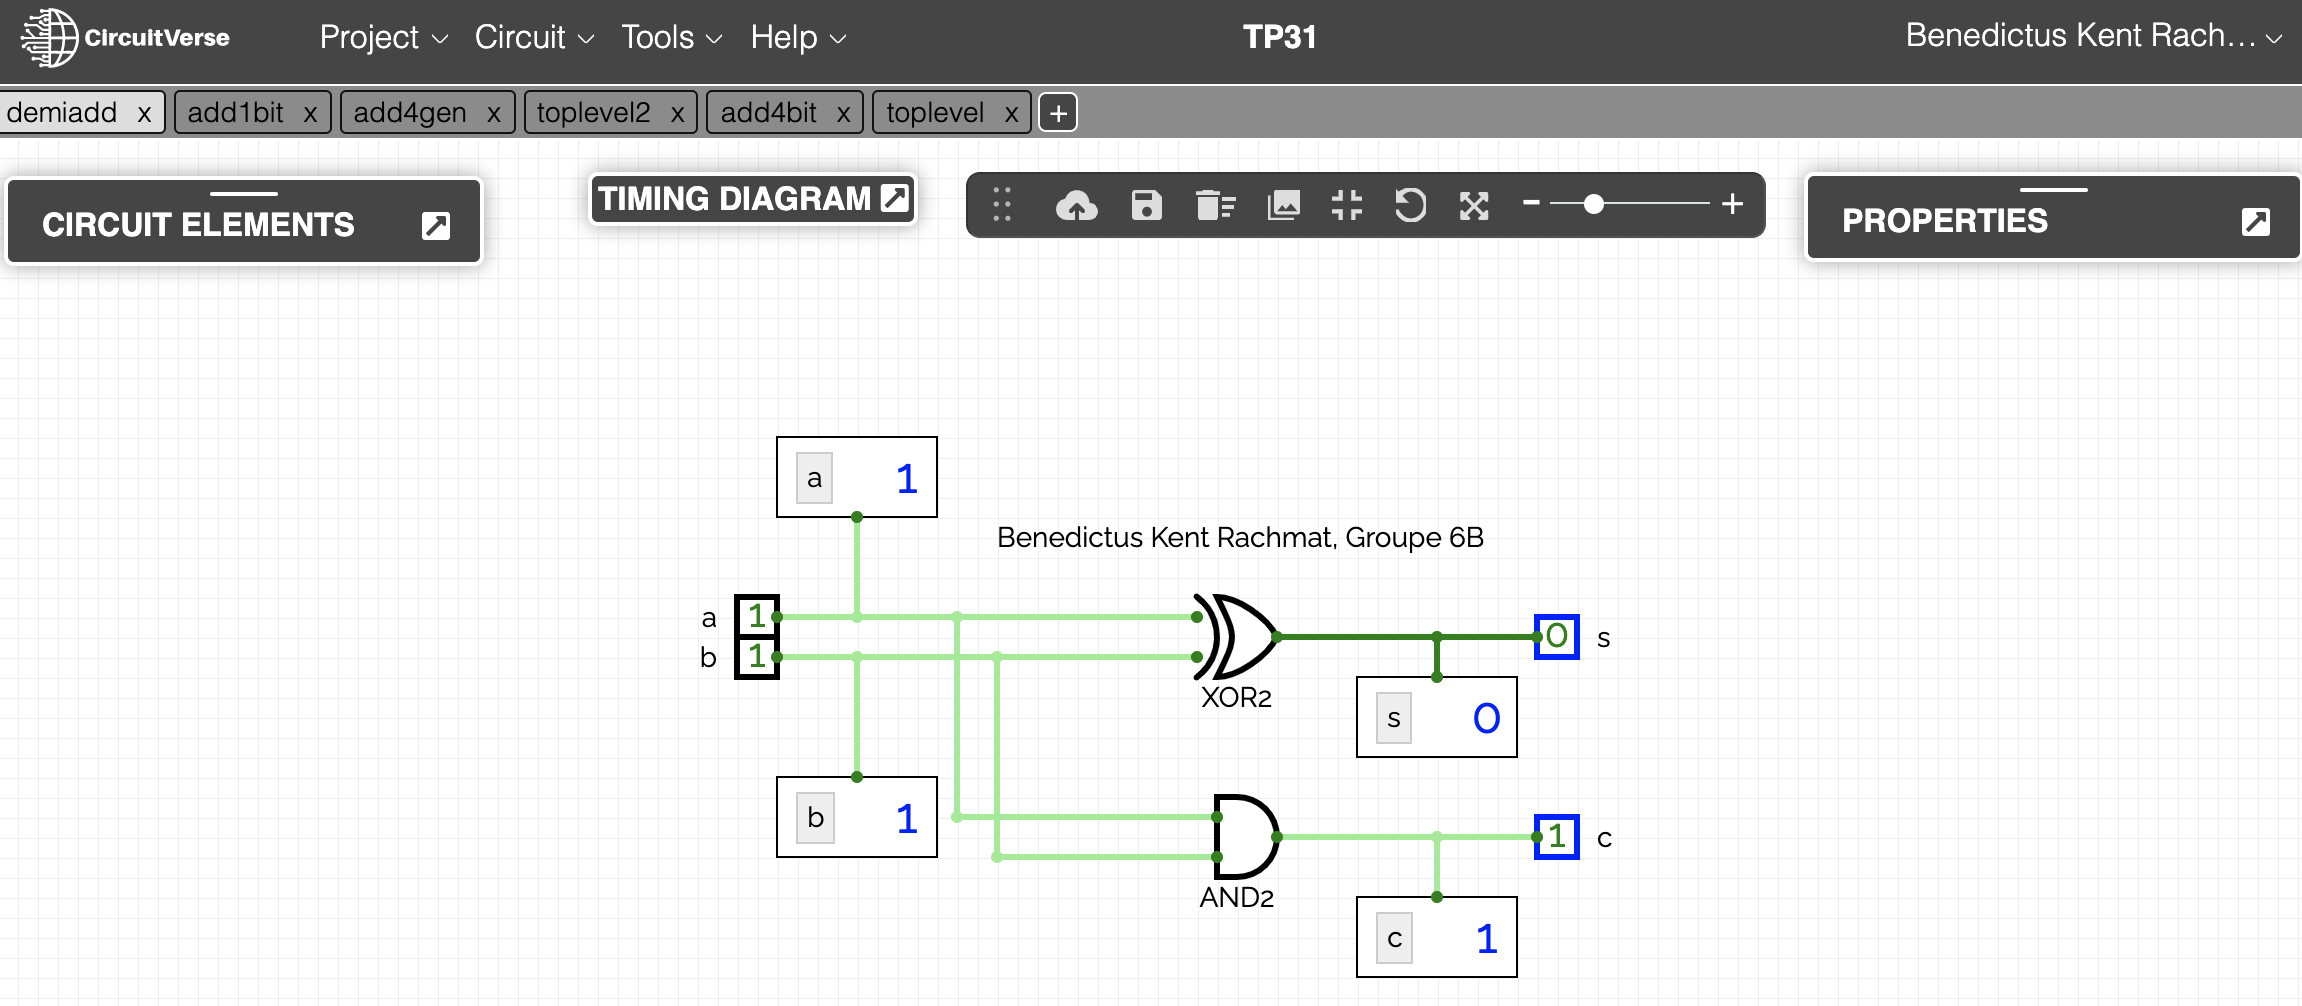 CircuitVerse Project Circuit Tools Help TP31 Benedictus Kent Rach...
demiadd x add1bit x add4gen x toplevel2 x add4bit x toplevel x +
CIRCUIT ELEMENTS TIMING DIAGRAM PROPERTIES
a 1
Benedictus Kent Rachmat, Groupe 6B
a 1
b 1
0 s
XOR2
s 0
b 1
1 c
AND2
c 1